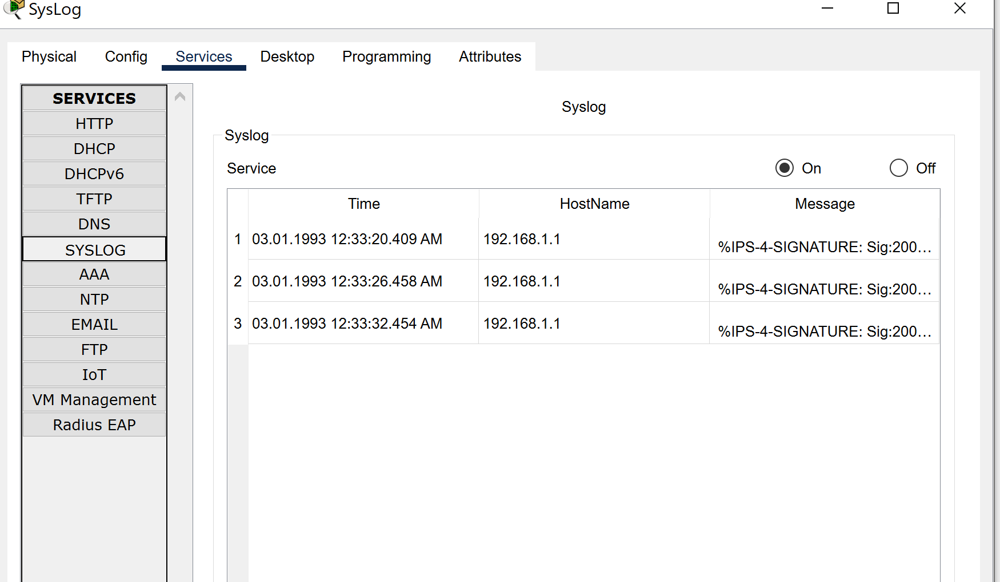 SysLog
Physical Config Services Desktop Programming Attributes
SERVICES
HTTP
DHCP
DHCPv6
TFTP
DNS
SYSLOG
AAA
NTP
EMAIL
FTP
IoT
VM Management
Radius EAP
Syslog
Syslog
Service On Off
Time HostName Message
1 03.01.1993 12:33:20.409 AM 192.168.1.1 %IPS-4-SIGNATURE: Sig:200…
2 03.01.1993 12:33:26.458 AM 192.168.1.1 %IPS-4-SIGNATURE: Sig:200…
3 03.01.1993 12:33:32.454 AM 192.168.1.1 %IPS-4-SIGNATURE: Sig:200…